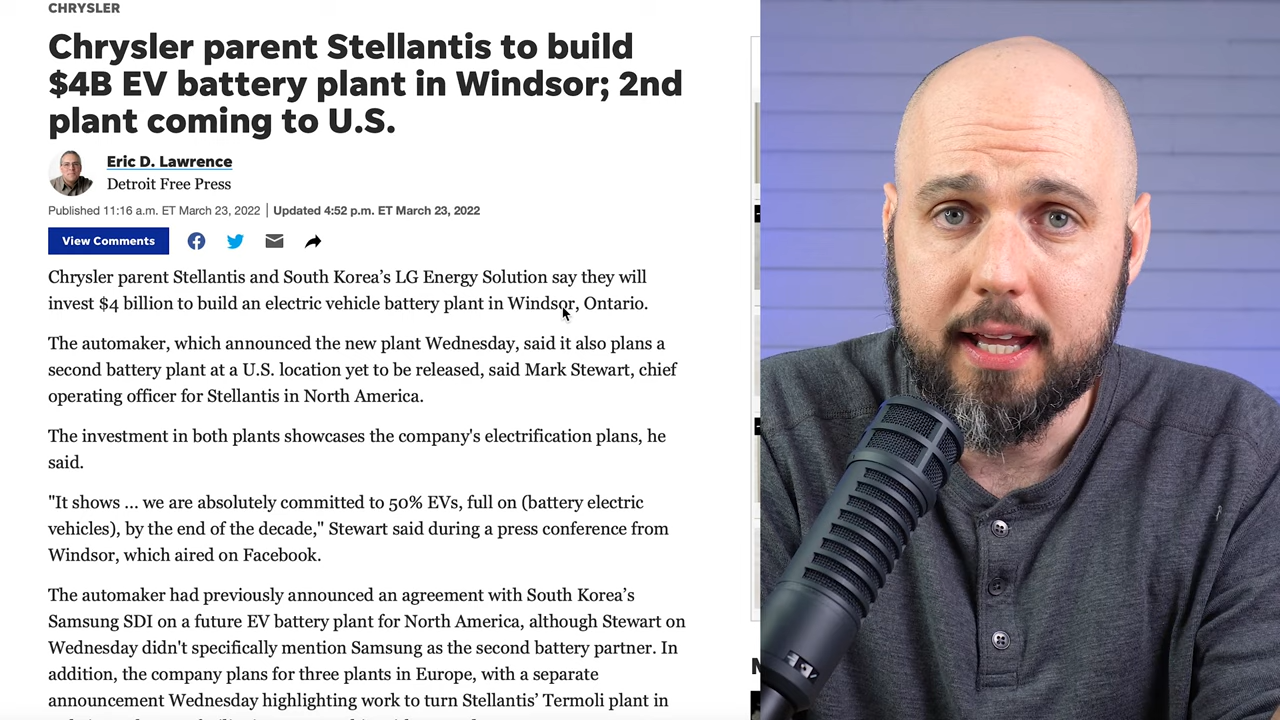 CHRYSLER
Chrysler parent Stellantis to build
$4B EV battery plant in Windsor; 2nd
plant coming to U.S.
Eric D. Lawrence
Detroit Free Press
Published 11:16 a.m. ET March 23, 2022 | Updated 4:52 p.m. ET March 23, 2022
View Comments
Chrysler parent Stellantis and South Korea’s LG Energy Solution say they will
invest $4 billion to build an electric vehicle battery plant in Windsor, Ontario.
The automaker, which announced the new plant Wednesday, said it also plans a
second battery plant at a U.S. location yet to be released, said Mark Stewart, chief
operating officer for Stellantis in North America.
The investment in both plants showcases the company's electrification plans, he
said.
"It shows ... we are absolutely committed to 50% EVs, full on (battery electric
vehicles), by the end of the decade," Stewart said during a press conference from
Windsor, which aired on Facebook.
The automaker had previously announced an agreement with South Korea’s
Samsung SDI on a future EV battery plant for North America, although Stewart on
Wednesday didn't specifically mention Samsung as the second battery partner. In
addition, the company plans for three plants in Europe, with a separate
announcement Wednesday highlighting work to turn Stellantis’ Termoli plant in